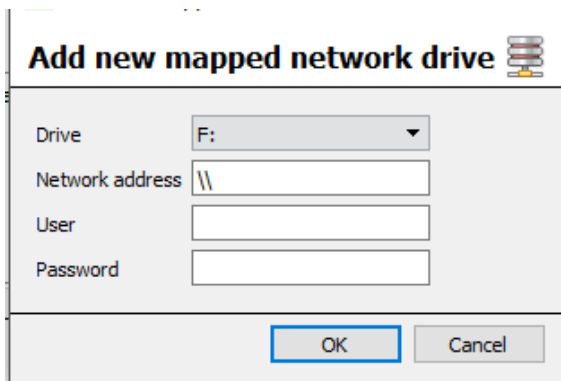 Add new mapped network drive
Drive F:
Network address \\
User
Password
OK Cancel